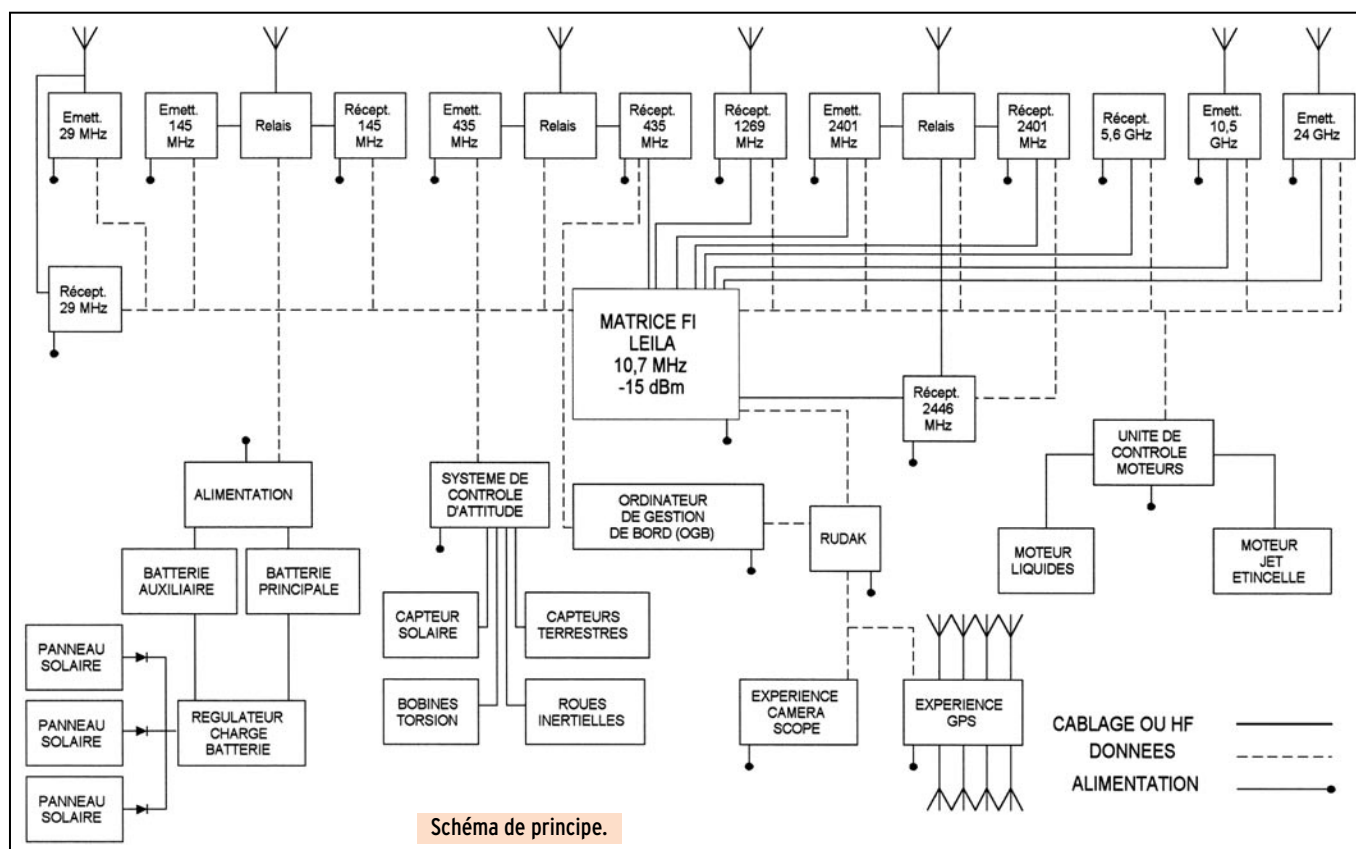 Emett.
29 MHz
Emett.
145
MHz
Relais
Récept.
145
MHz
Emett.
435
MHz
Relais
Récept.
435
MHz
Récept.
1269
MHz
Emett.
2401
MHz
Relais
Récept.
2401
MHz
Récept.
5,6 GHz
Emett.
10,5
GHz
Emett.
24 GHz
Récept.
29 MHz
MATRICE FI
LEILA
10,7 MHz
-15 dBm
Récept.
2446
MHz
UNITE DE
CONTROLE
MOTEURS
ALIMENTATION
SYSTEME DE
CONTROLE
D'ATTITUDE
ORDINATEUR
DE GESTION
DE BORD (OGB)
RUDAK
MOTEUR
LIQUIDES
MOTEUR
JET
ETINCELLE
BATTERIE
AUXILIAIRE
BATTERIE
PRINCIPALE
CAPTEUR
SOLAIRE
CAPTEURS
TERRESTRES
PANNEAU
SOLAIRE
PANNEAU
SOLAIRE
PANNEAU
SOLAIRE
REGULATEUR
CHARGE
BATTERIE
BOBINES
TORSION
ROUES
INERTIELLES
EXPERIENCE
CAMERA
SCOPE
EXPERIENCE
GPS
CABLAGE OU HF
DONNEES
ALIMENTATION
Schéma de principe.